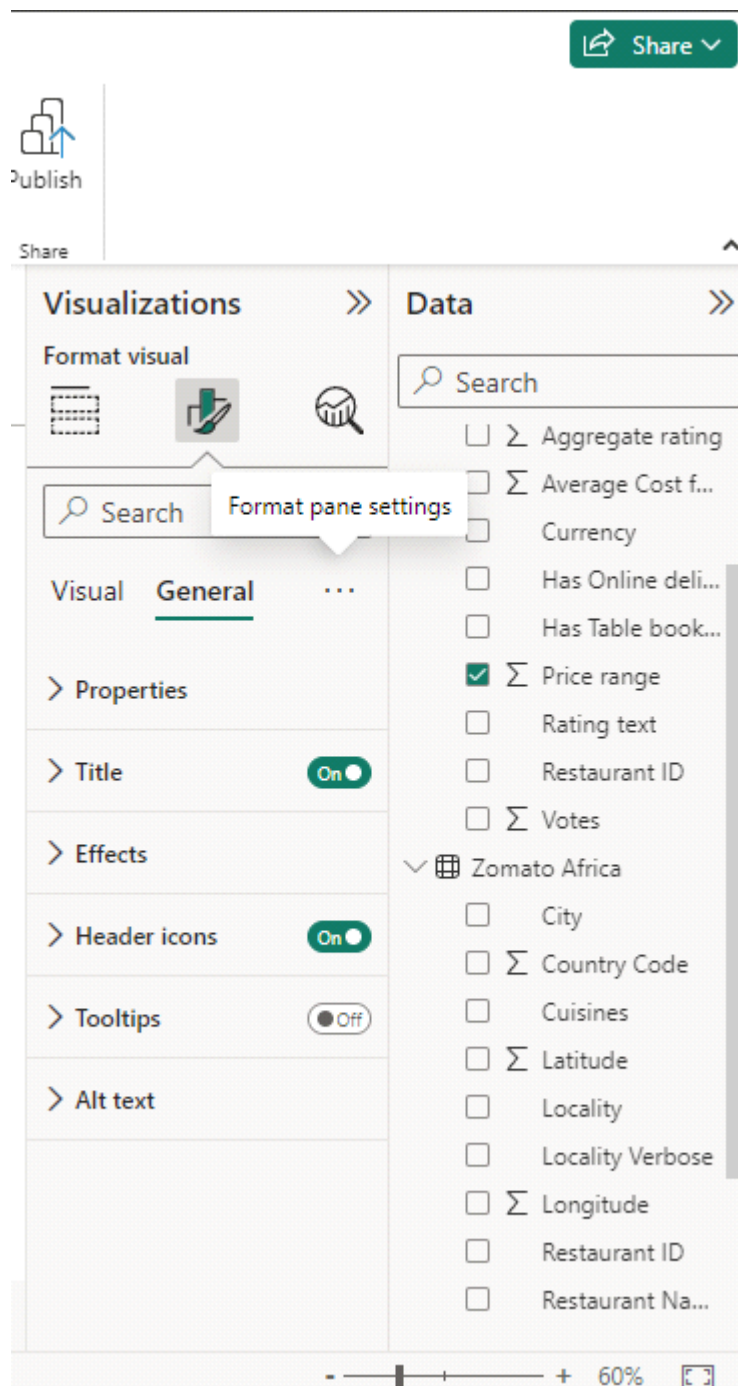 Share
Publish
Share
Visualizations
Format visual
Search
Format pane settings
Visual General ...
Properties
Title On
Effects
Header icons On
Tooltips Off
Alt text
Data
Search
Aggregate rating
Average Cost f...
Currency
Has Online deli...
Has Table book...
Price range
Rating text
Restaurant ID
Votes
Zomato Africa
City
Country Code
Cuisines
Latitude
Locality
Locality Verbose
Longitude
Restaurant ID
Restaurant Na...
- + 60%